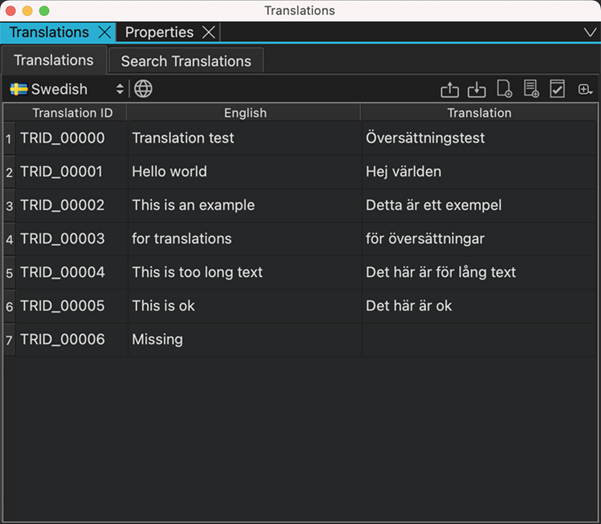 Translations
Translations Properties
Translations Search Translations
Swedish
Translation ID English Translation
1 TRID_00000 Translation test Översättningstest
2 TRID_00001 Hello world Hej världen
3 TRID_00002 This is an example Detta är ett exempel
4 TRID_00003 for translations för översättningar
5 TRID_00004 This is too long text Det här är för lång text
6 TRID_00005 This is ok Det här är ok
7 TRID_00006 Missing